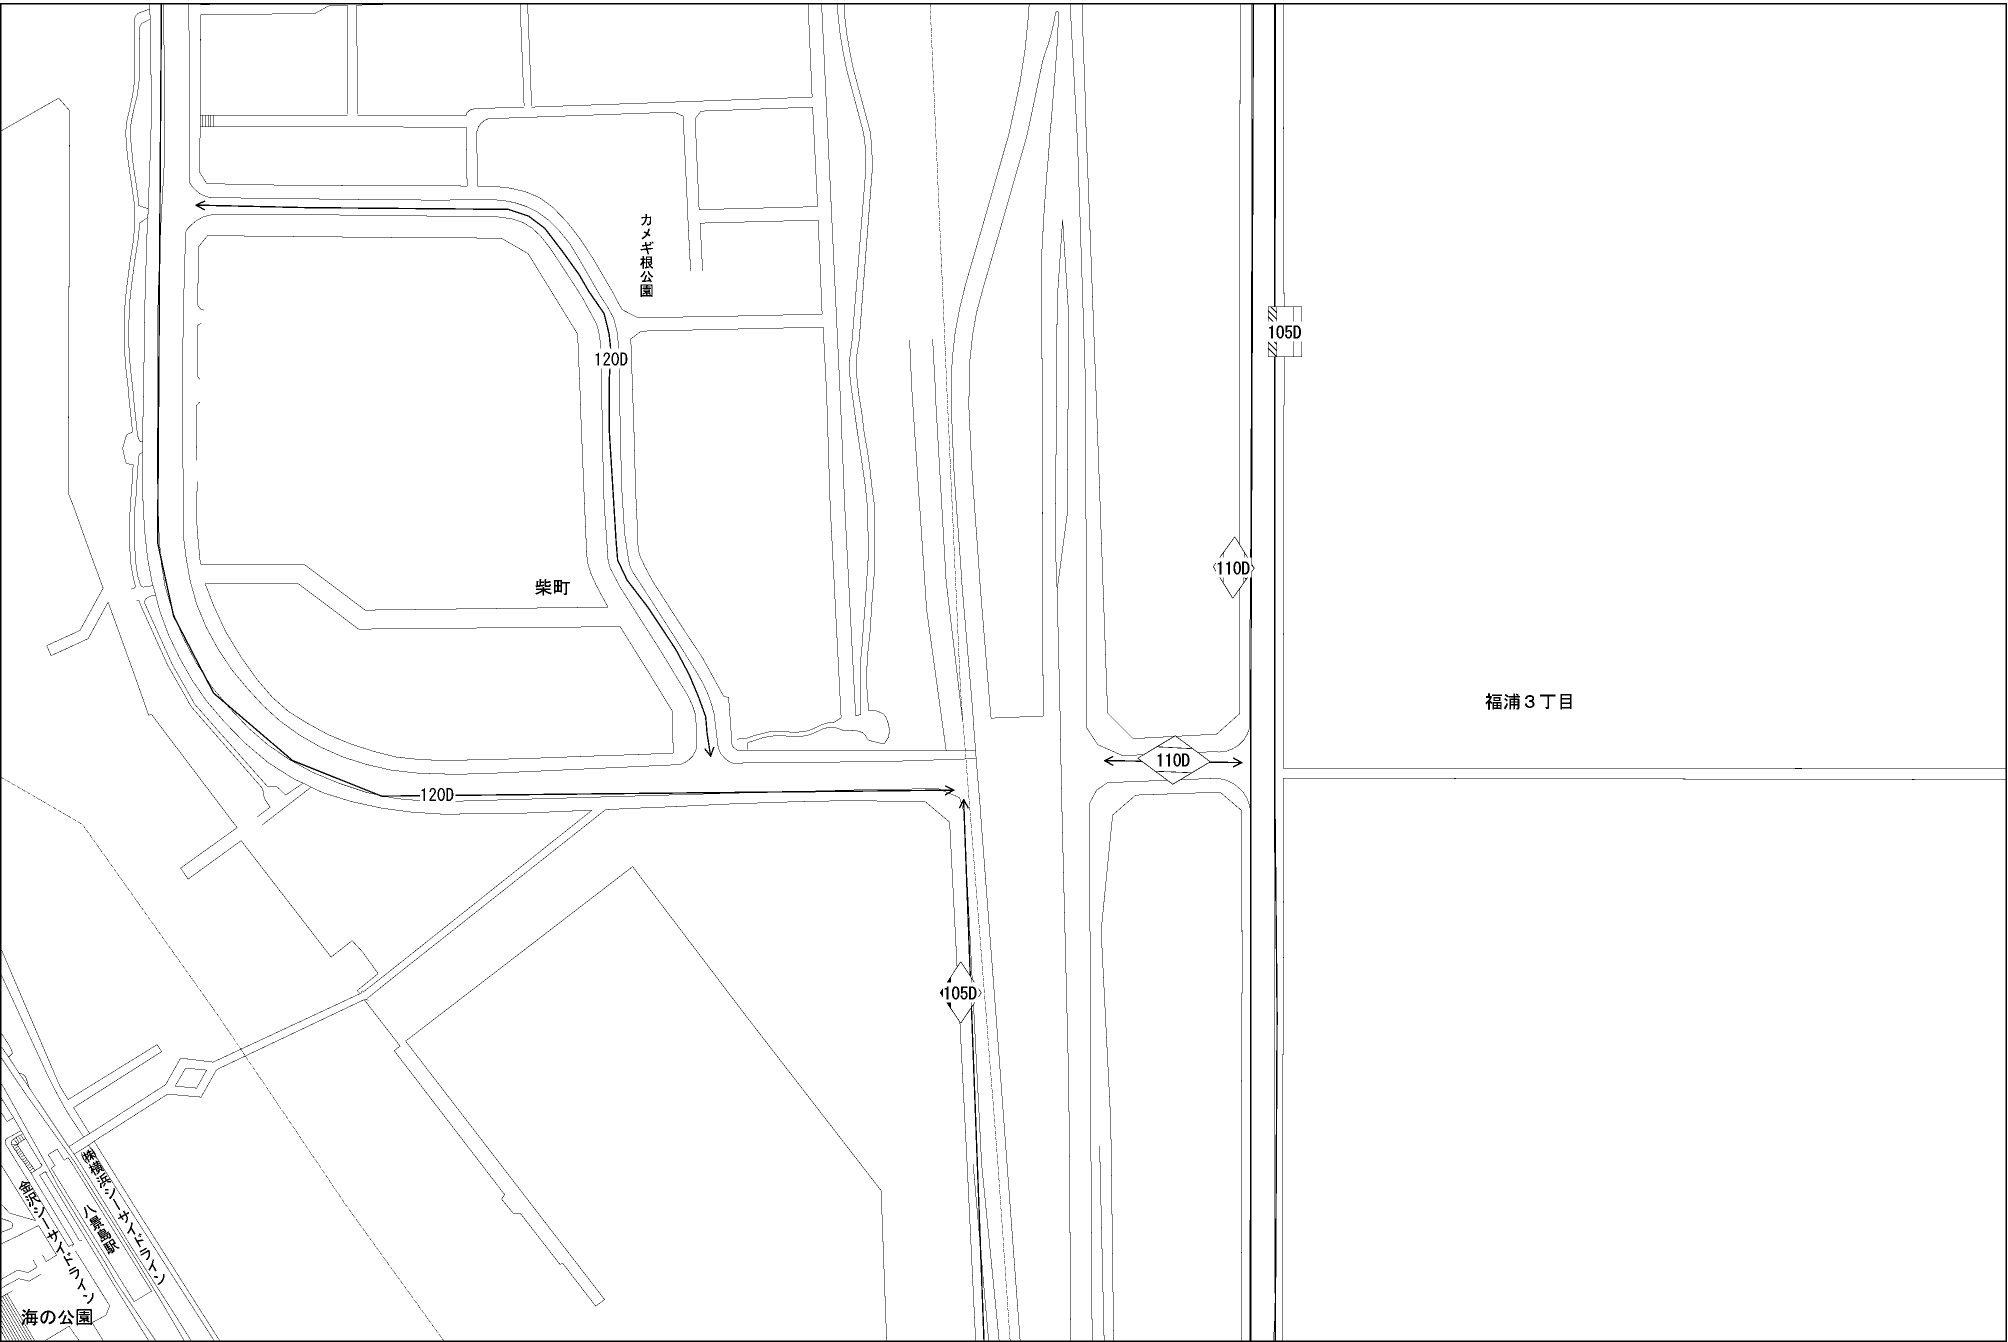 カメギ根公園
105D
120D
110D
柴町
福浦３丁目
110D
120D
105D
㈱横浜シーサイドライン
金沢シーサイドライン
八景島駅
海の公園